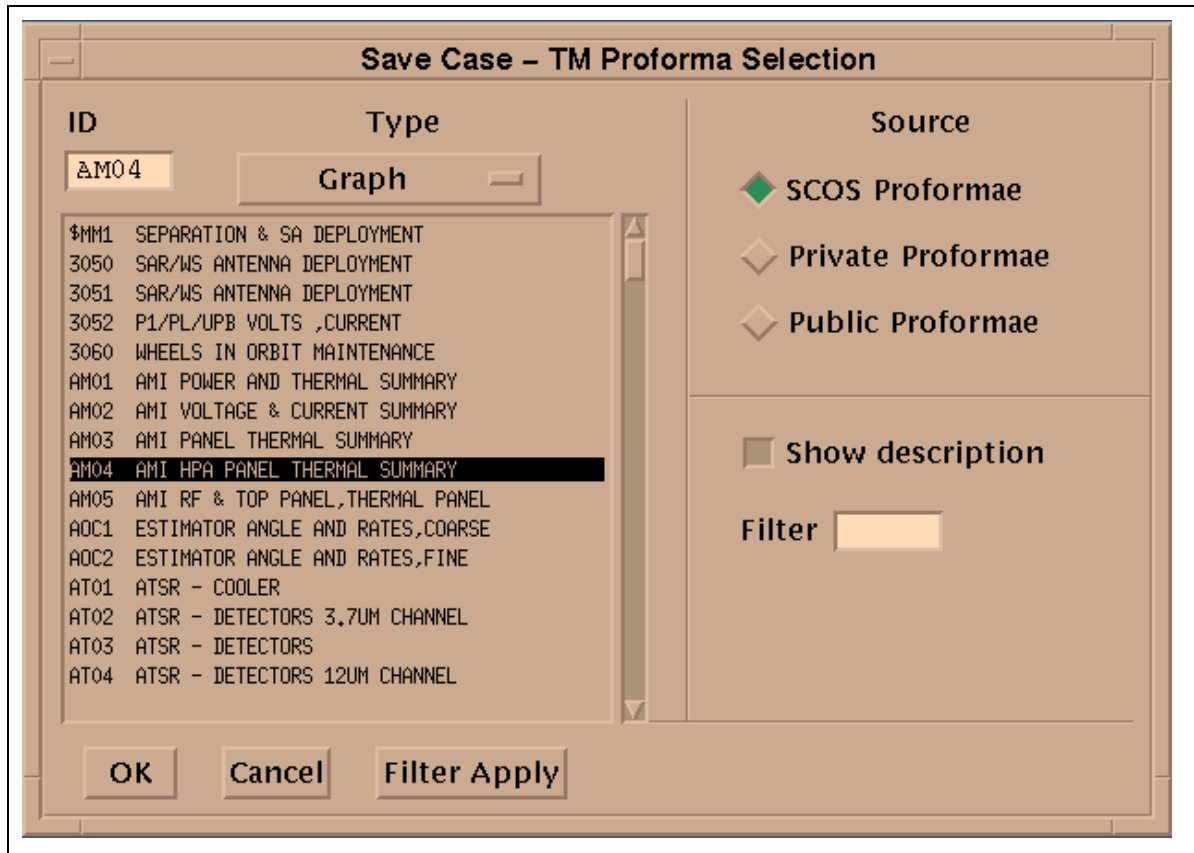 Save Case – TM Proforma Selection
ID
Type
AM04
Graph
$MM1 SEPARATION & SA DEPLOYMENT
3050 SAR/WS ANTENNA DEPLOYMENT
3051 SAR/WS ANTENNA DEPLOYMENT
3052 P1/PL/UPB VOLTS ,CURRENT
3060 WHEELS IN ORBIT MAINTENANCE
AM01 AMI POWER AND THERMAL SUMMARY
AM02 AMI VOLTAGE & CURRENT SUMMARY
AM03 AMI PANEL THERMAL SUMMARY
AM04 AMI HPA PANEL THERMAL SUMMARY
AM05 AMI RF & TOP PANEL,THERMAL PANEL
AOC1 ESTIMATOR ANGLE AND RATES,COARSE
AOC2 ESTIMATOR ANGLE AND RATES,FINE
AT01 ATSR - COOLER
AT02 ATSR - DETECTORS 3.7UM CHANNEL
AT03 ATSR - DETECTORS
AT04 ATSR - DETECTORS 12UM CHANNEL
Source
SCOS Proformae
Private Proformae
Public Proformae
Show description
Filter
OK
Cancel
Filter Apply